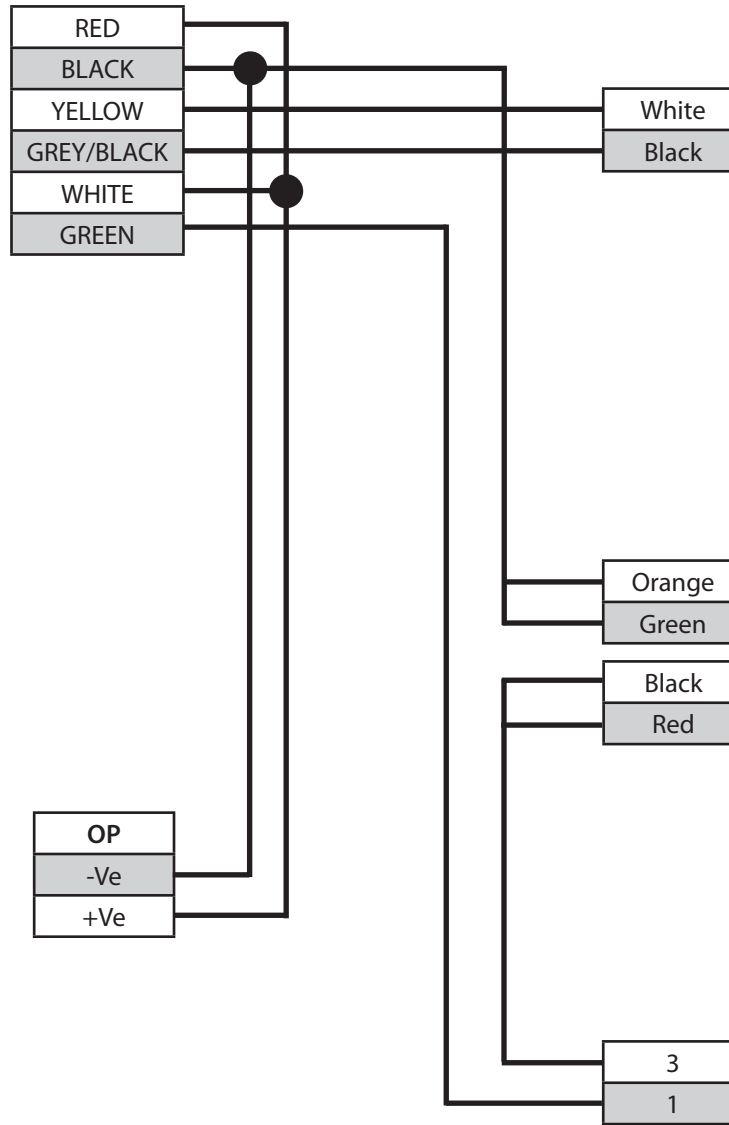 RED
BLACK
YELLOW
GREY/BLACK
WHITE
GREEN
White
Black
Orange
Green
Black
Red
OP
-Ve
+Ve
3
1